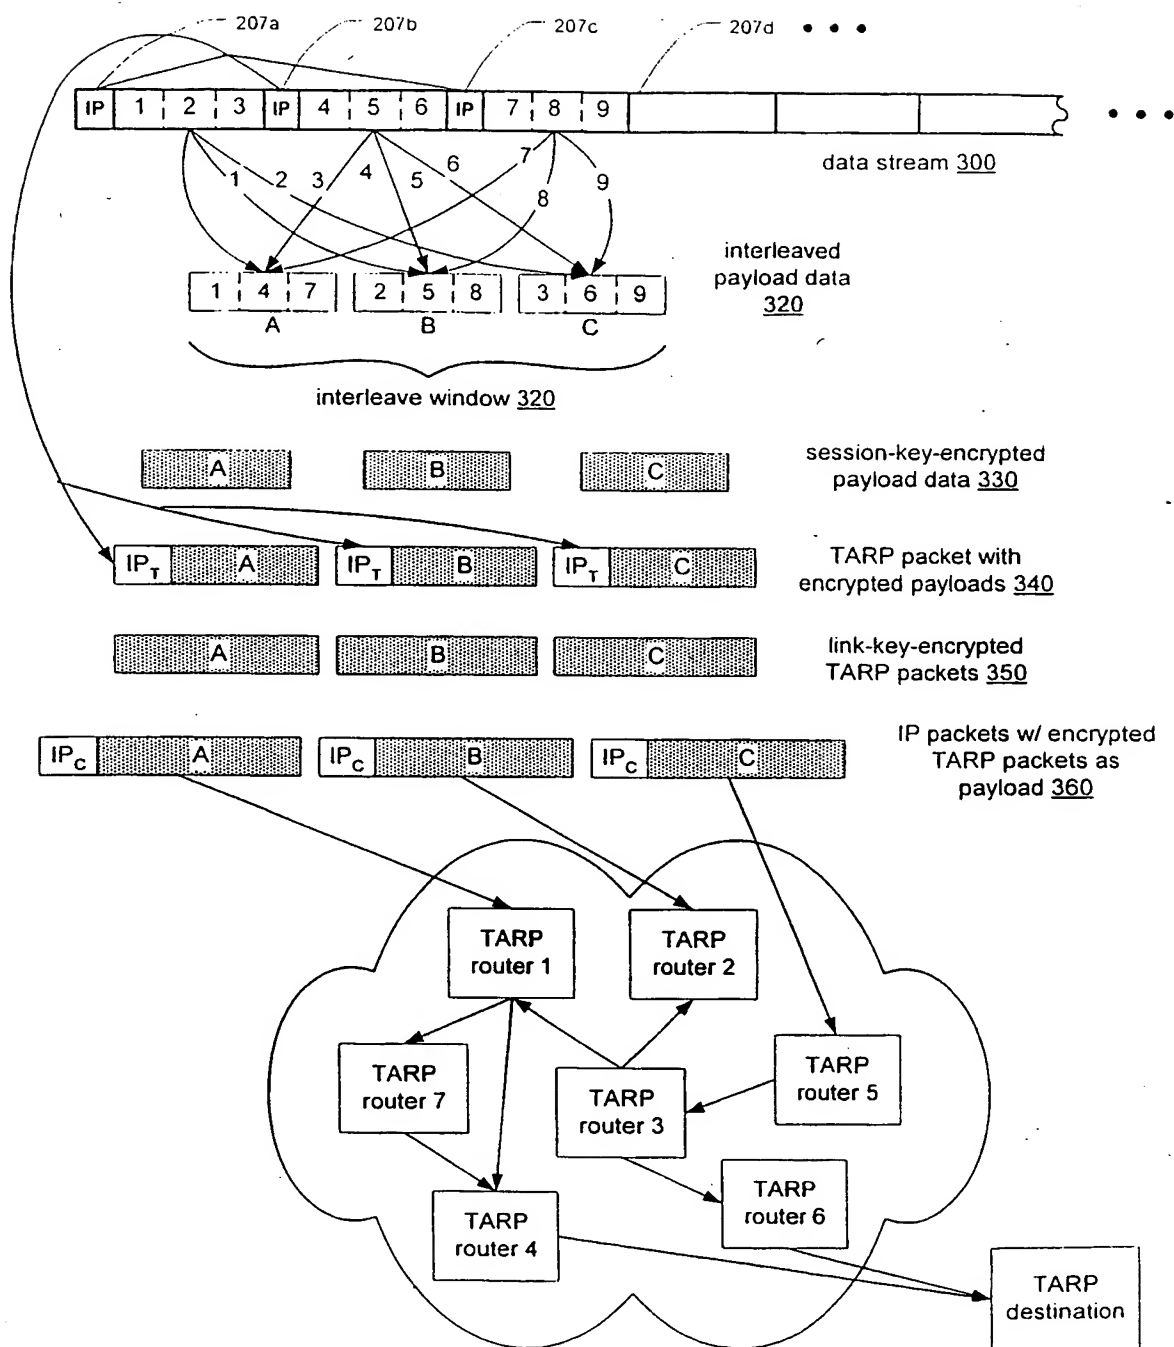 207a 207b 207c 207d
IP 1 2 3 IP 4 5 6 IP 7 8 9
data stream 300
1 2 3 4 5 6 7 8 9
interleaved
payload data
320
1 4 7 2 5 8 3 6 9
A B C
interleave window 320
A B C
session-key-encrypted
payload data 330
IPT A IPT B IPT C
TARP packet with
encrypted payloads 340
A B C
link-key-encrypted
TARP packets 350
IPC A IPC B IPC C
IP packets w/ encrypted
TARP packets as
payload 360
TARP
router 1
TARP
router 2
TARP
router 7
TARP
router 3
TARP
router 5
TARP
router 4
TARP
router 6
TARP
destination